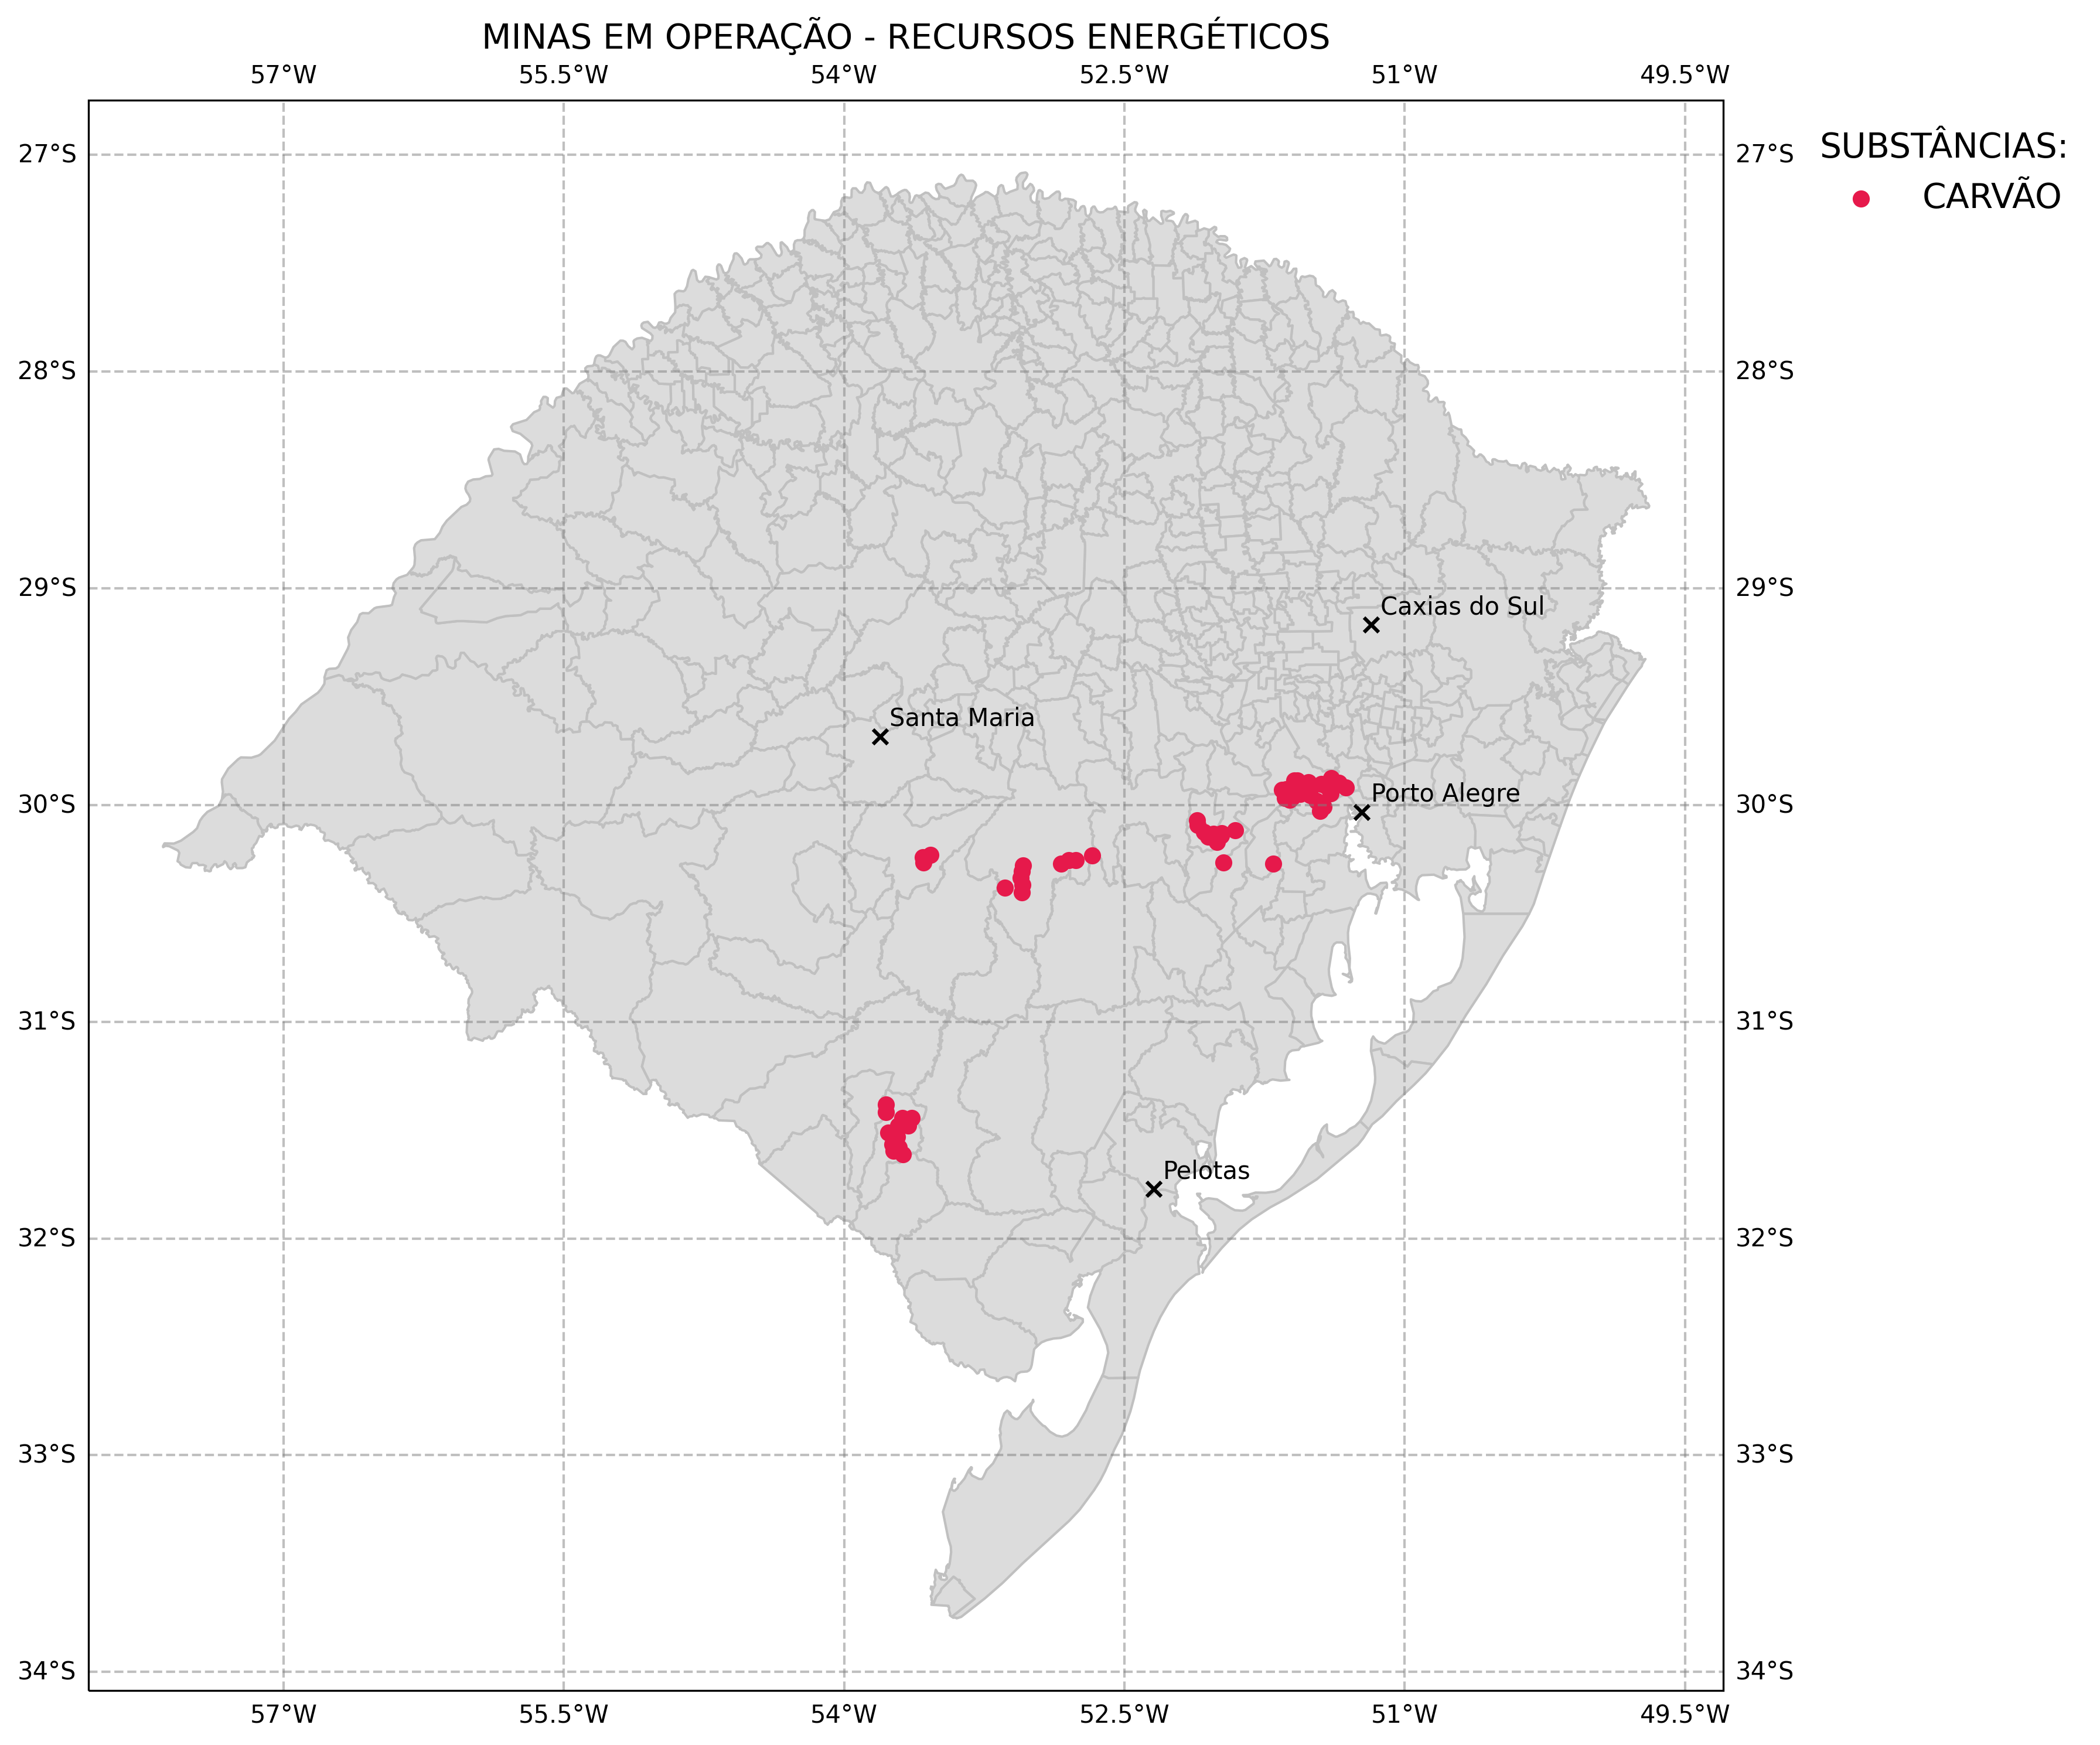 MINAS EM OPERAÇÃO - RECURSOS ENERGÉTICOS
57°W 55.5°W 54°W 52.5°W 51°W 49.5°W
27°S 27°S
SUBSTÂNCIAS:
CARVÃO
28°S 28°S
29°S 29°S
Caxias do Sul
Santa Maria
Porto Alegre
30°S 30°S
31°S 31°S
Pelotas
32°S 32°S
33°S 33°S
34°S 34°S
57°W 55.5°W 54°W 52.5°W 51°W 49.5°W